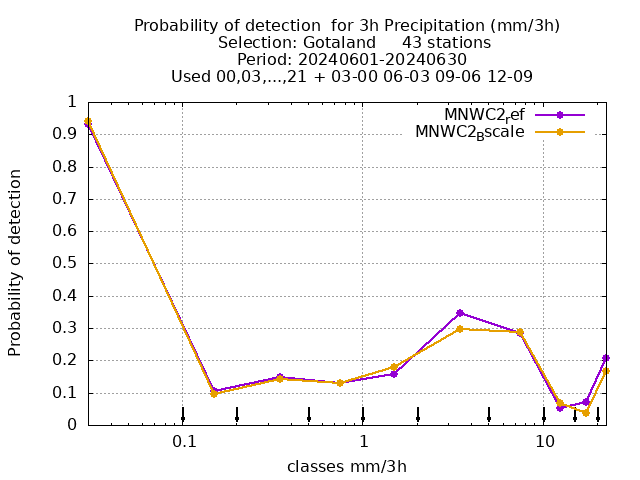 Probability of detection  for 3h Precipitation (mm/3h)
Selection: Gotaland     43 stations
Period: 20240601-20240630
Used 00,03,...,21 + 03-00 06-03 09-06 12-09
MNWC2ref
MNWC2Bscale
1
0.9
0.8
0.7
0.6
0.5
0.4
0.3
0.2
0.1
0
Probability of detection
0.1 1 10
classes mm/3h